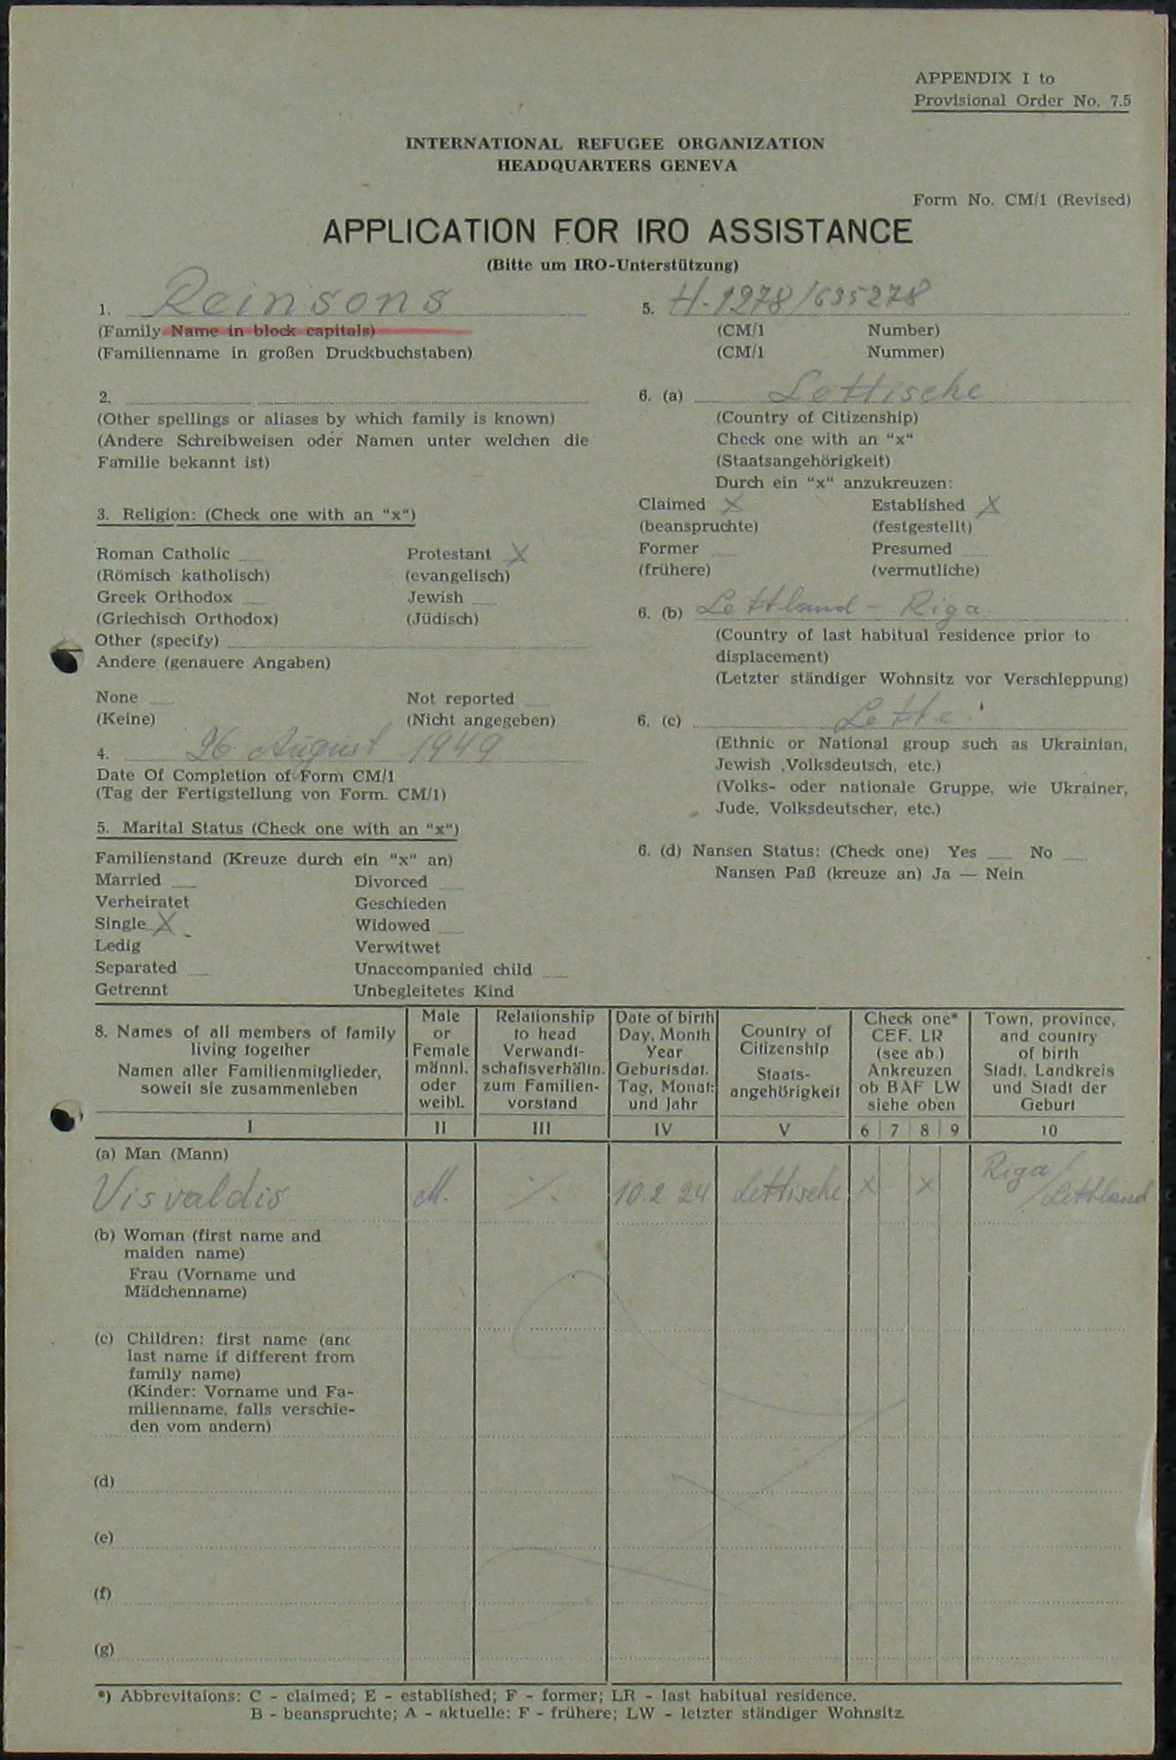 APPENDIX I to
Provisional Order No. 7.5
INTERNATIONAL REFUGEE ORGANIZATION
HEADQUARTERS GENEVA
Form No. CM/1 (Revised)
APPLICATION FOR IRO ASSISTANCE
(Bitte um IRO-Unterstützung)
1. Reinsons
(Family Name in block capitals)
(Familienname in großen Druckbuchstaben)
2.
(Other spellings or aliases by which family is known)
(Andere Schreibweisen oder Namen unter welchen die
Familie bekannt ist)
3. Religion: (Check one with an "x")
Roman Catholic Protestant X
(Römisch katholisch) (evangelisch)
Greek Orthodox Jewish
(Griechisch Orthodox) (Jüdisch)
Other (specify)
Andere (genauere Angaben)
None Not reported
(Keine) (Nicht angegeben)
4. 26 August 1949
Date Of Completion of Form CM/1
(Tag der Fertigstellung von Form. CM/1)
5. Marital Status (Check one with an "x")
Familienstand (Kreuze durch ein "x" an)
Married Divorced
Verheiratet Geschieden
Single X Widowed
Ledig Verwitwet
Separated Unaccompanied child
Getrennt Unbegleitetes Kind
5. H-1278/635278
(CM/1 Number)
(CM/1 Nummer)
6. (a) Lettische
(Country of Citizenship)
Check one with an "x"
(Staatsangehörigkeit)
Durch ein "x" anzukreuzen:
Claimed X Established X
(beanspruchte) (festgestellt)
Former Presumed
(frühere) (vermutliche)
6. (b) Lettland - Riga.
(Country of last habitual residence prior to
displacement)
(Letzter ständiger Wohnsitz vor Verschleppung)
6. (c) Lette
(Ethnic or National group such as Ukrainian,
Jewish ,Volksdeutsch, etc.)
(Volks- oder nationale Gruppe, wie Ukrainer,
Jude, Volksdeutscher, etc.)
6. (d) Nansen Status: (Check one) Yes No
Nansen Paß (kreuze an) Ja — Nein
8. Names of all members of family
living together
Namen aller Familienmitglieder,
soweit sie zusammenleben
Male
or
Female
männl.
oder
weibl.
Relationship
to head
Verwandt-
schaftsverhältn.
zum Familien-
vorstand
Date of birth
Day, Month
Year
Geburtsdat.
Tag, Monat:
und Jahr
Country of
Citizenship
Staats-
angehörigkeit
Check one*
CEF. LR
(see ab.)
Ankreuzen
ob BAF LW
siehe oben
Town, province,
and country
of birth
Stadt, Landkreis
und Stadt der
Geburt
I II III IV V 6 7 8 9 10
(a) Man (Mann)
Visvaldis M. ./. 10.2 24 Lettische X X Riga/Lettland
(b) Woman (first name and
maiden name)
Frau (Vorname und
Mädchenname)
(c) Children: first name (anc
last name if different from
family name)
(Kinder: Vorname und Fa-
milienname, falls verschie-
den vom andern)
(d)
(e)
(f)
(g)
*) Abbrevitaions: C - claimed; E - established; F - former; LR - last habitual residence.
B - beanspruchte; A - aktuelle: F - frühere; LW - letzter ständiger Wohnsitz